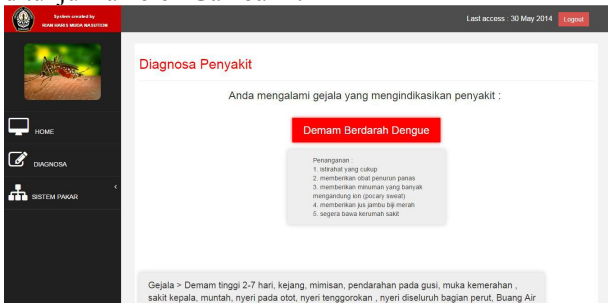 System created by
RIAN HARIS MUDA NASUTION
Last access : 30 May 2014 Logout
Diagnosa Penyakit
Anda mengalami gejala yang mengindikasikan penyakit :
HOME
Demam Berdarah Dengue
DIAGNOSA
SISTEM PAKAR
Penanganan :
1. istirahat yang cukup
2. memberikan obat penurun panas
3. memberikan minuman yang banyak
mengandung ion (pocary sweat)
4. memberikan jus jambu biji merah
5. segera bawa kerumah sakit
Gejala > Demam tinggi 2-7 hari, kejang, mimisan, pendarahan pada gusi, muka kemerahan ,
sakit kepala, muntah, nyeri pada otot, nyeri tenggorokan , nyeri diseluruh bagian perut, Buang Air